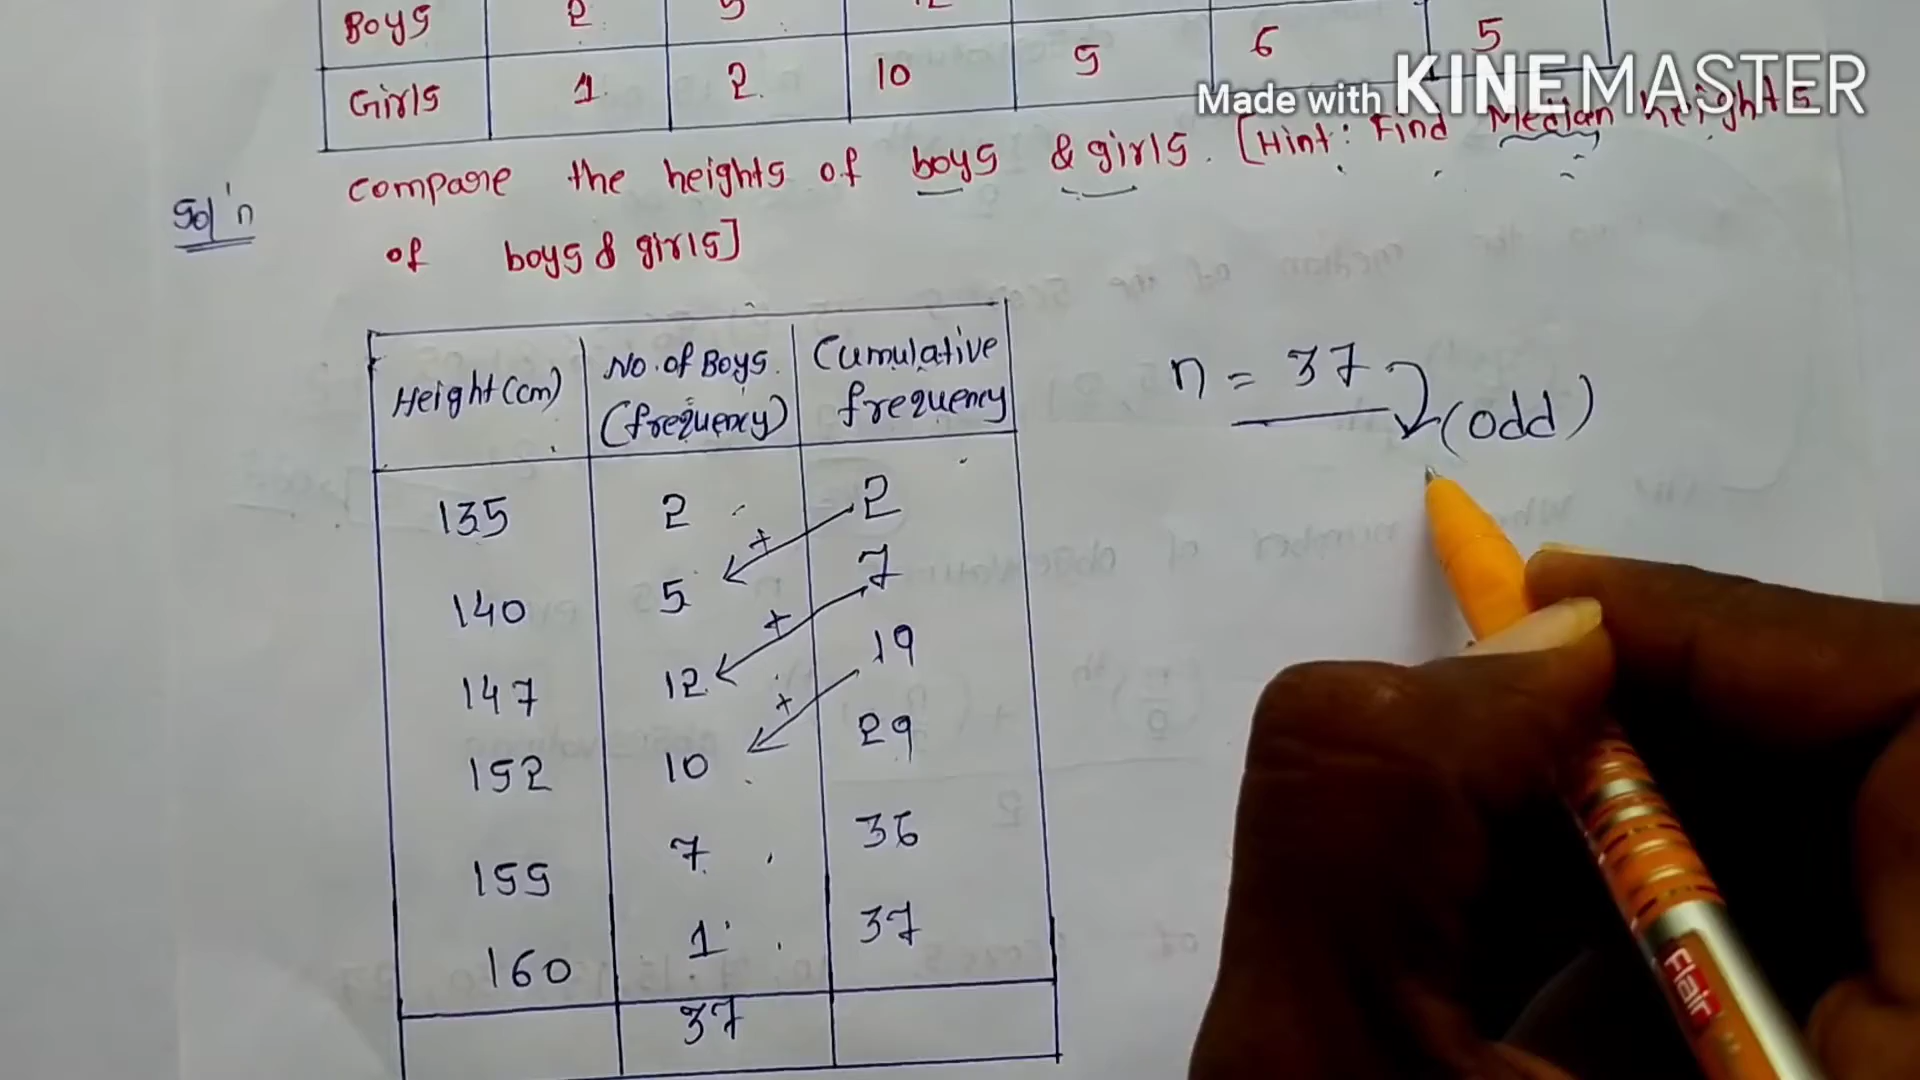 Boys 2 5 12
Girls 1 2 10 5 6 5
Made with KINEMASTER
Sol'n
compare the heights of boys & girls. [Hint: Find Median heights
of boys & girls]
Height(cm) No. of Boys (frequency) Cumulative frequency
135 2 2
140 5 7
147 12 19
152 10 29
155 7 36
160 1 37
37
+
+
+
n = 37
(odd)
Flair